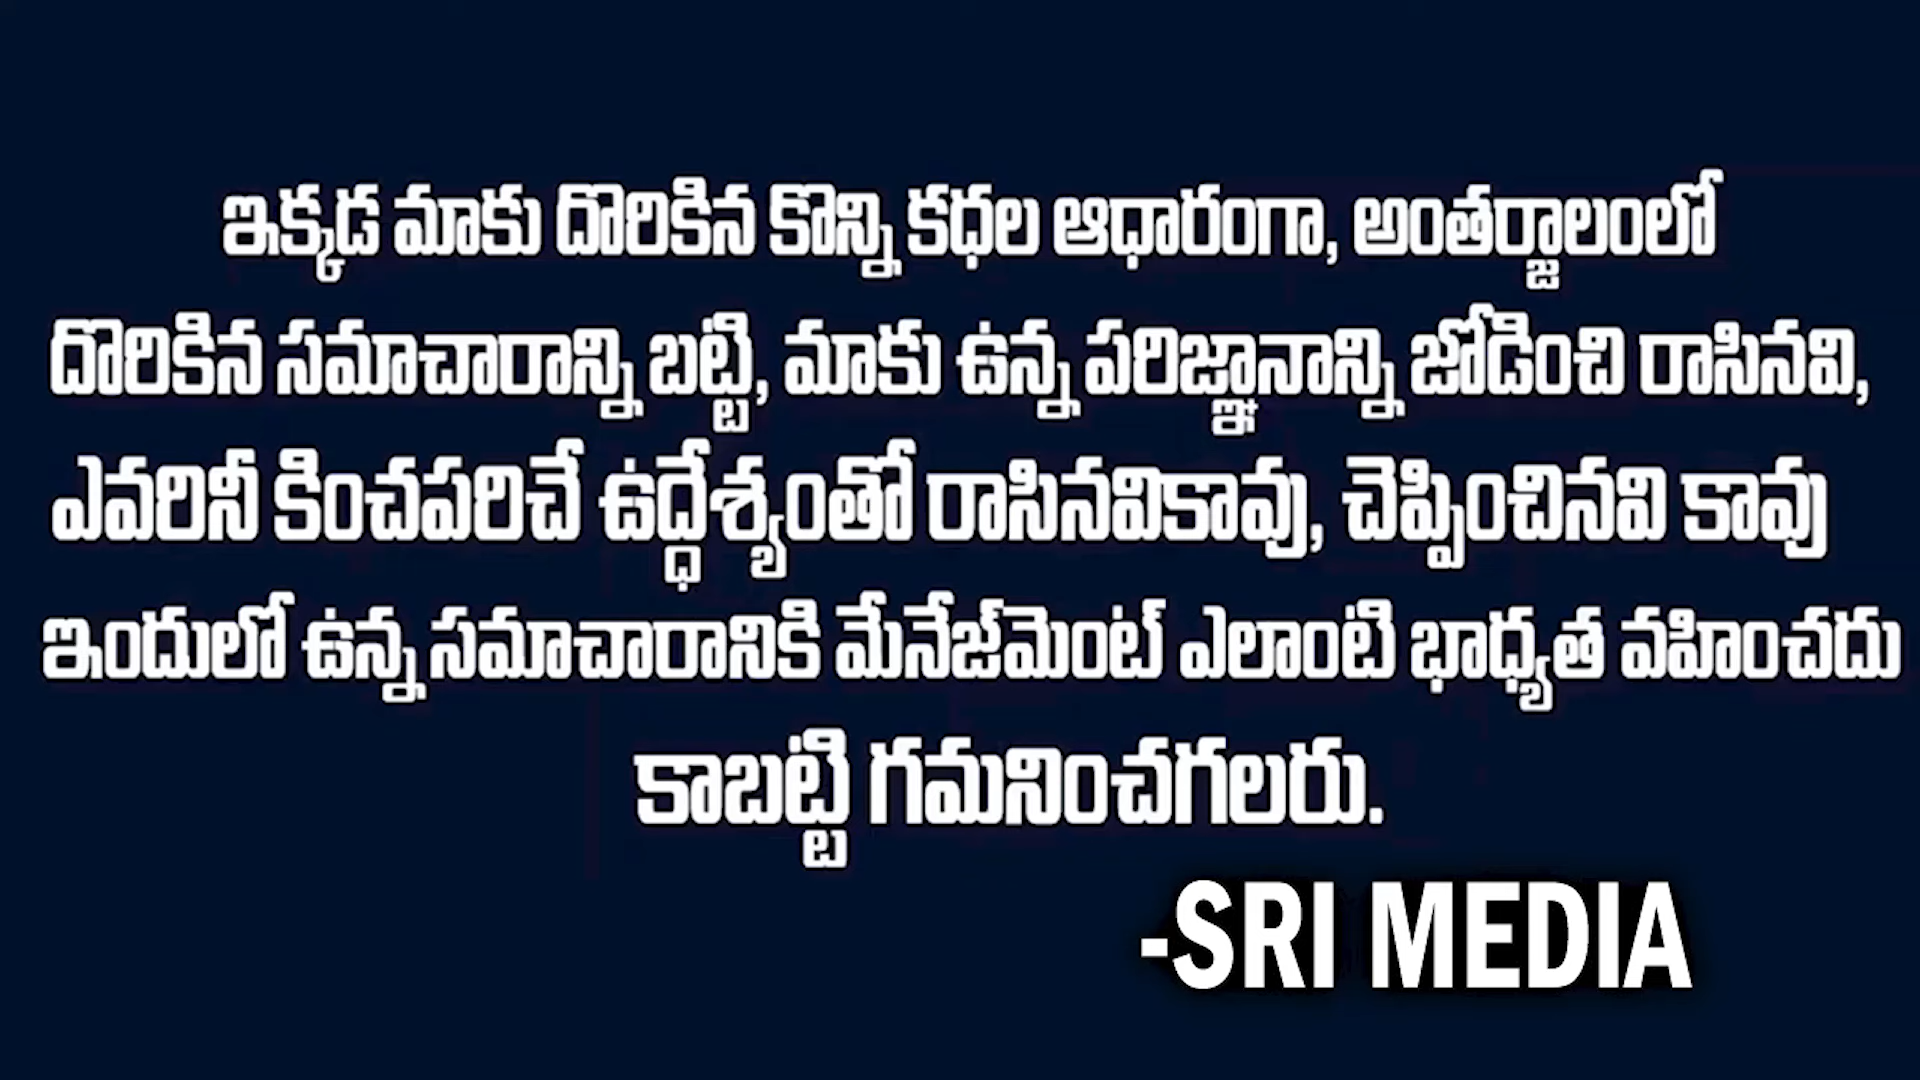 ఇక్కడ మాకు దొరికిన కొన్ని కధల ఆధారంగా, అంతర్జాలంలో
దొరికిన సమాచారాన్ని బట్టి, మాకు ఉన్న పరిజ్ఞానాన్ని జోడించి రాసినవి,
ఎవరినీ కించపరిచే ఉద్ధేశ్యంతో రాసినవికావు, చెప్పించినవి కావు
ఇందులో ఉన్న సమాచారానికి మేనేజ్‌మెంట్ ఎలాంటి భాధ్యత వహించదు
కాబట్టి గమనించగలరు.
-SRI MEDIA